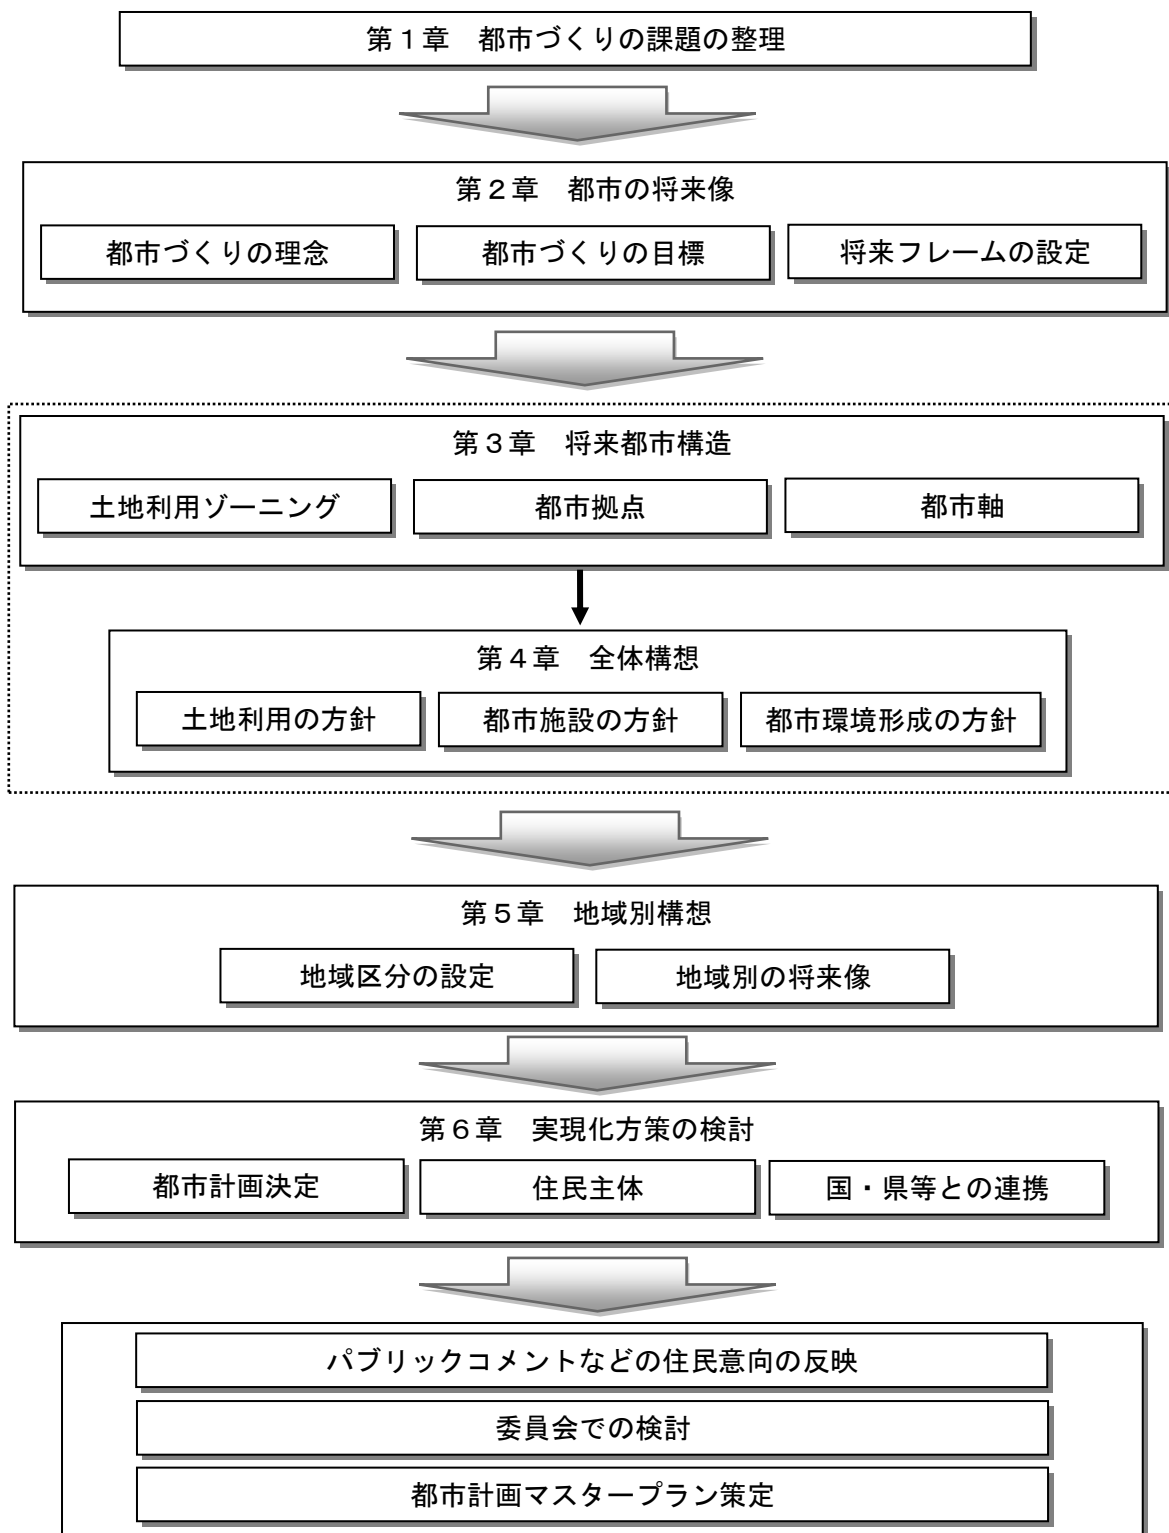 第１章　都市づくりの課題の整理
第２章　都市の将来像
都市づくりの理念
都市づくりの目標
将来フレームの設定
第３章　将来都市構造
土地利用ゾーニング
都市拠点
都市軸
第４章　全体構想
土地利用の方針
都市施設の方針
都市環境形成の方針
第５章　地域別構想
地域区分の設定
地域別の将来像
第６章　実現化方策の検討
都市計画決定
住民主体
国・県等との連携
パブリックコメントなどの住民意向の反映
委員会での検討
都市計画マスタープラン策定